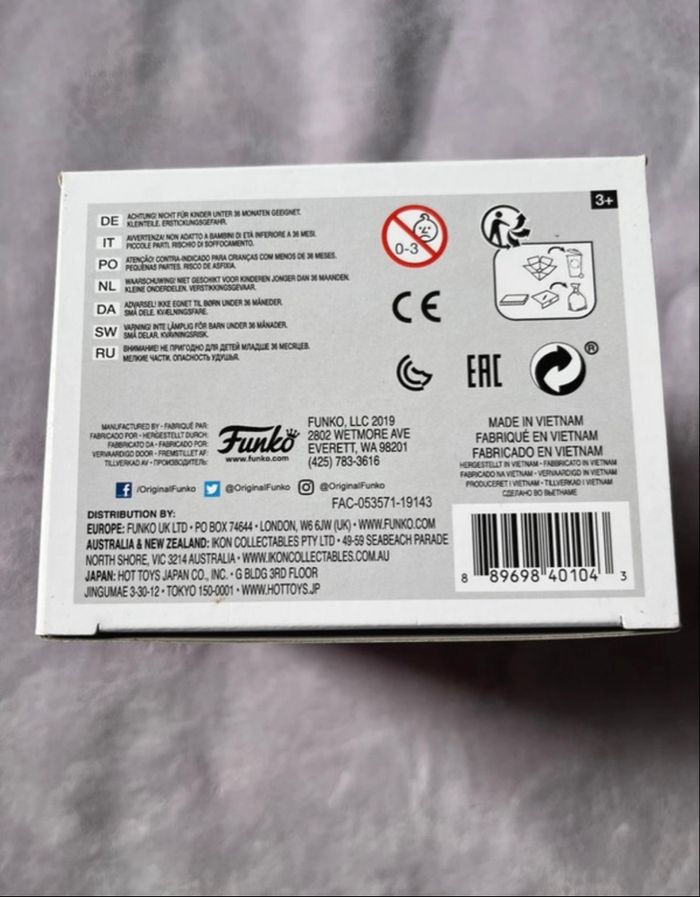 3+
DE ACHTUNG! NICHT FÜR KINDER UNTER 36 MONATEN GEEIGNET.
KLEINTEILE. ERSTICKUNGSGEFAHR.
IT AVVERTENZA! NON ADATTO A BAMBINI DI ETÀ INFERIORE A 36 MESI.
PICCOLE PARTI. RISCHIO DI SOFFOCAMENTO.
PO ATENÇÃO! CONTRA-INDICADO PARA CRIANÇAS COM MENOS DE 36 MESES.
PEQUENAS PARTES. RISCO DE ASFIXIA.
NL WAARSCHUWING! NIET GESCHIKT VOOR KINDEREN JONGER DAN 36 MAANDEN.
KLEINE ONDERDELEN. VERSTIKKINGSGEVAAR.
DA ADVARSEL! IKKE EGNET TIL BØRN UNDER 36 MÅNEDER.
SMÅ DELE. KVÆLNINGSFARE.
SW VARNING! INTE LÄMPLIG FÖR BARN UNDER 36 MÅNADER.
SMÅ DELAR. KVÄVNINGSRISK.
RU ВНИМАНИЕ! НЕ ПРИГОДНО ДЛЯ ДЕТЕЙ МЛАДШЕ 36 МЕСЯЦЕВ.
МЕЛКИЕ ЧАСТИ. ОПАСНОСТЬ УДУШЬЯ.
0-3
CE
EAC
®
MANUFACTURED BY • FABRIQUÉ PAR:
FABRICADO POR • HERGESTELLT DURCH:
FABBRICATO DA • FABRICADO POR:
VERVAARDIGD DOOR • FREMSTILLET AF:
TILLVERKAD AV • ПРОИЗВОДИТЕЛЬ:
Funko
www.funko.com
FUNKO, LLC 2019
2802 WETMORE AVE
EVERETT, WA 98201
(425) 783-3616
MADE IN VIETNAM
FABRIQUÉ EN VIETNAM
FABRICADO EN VIETNAM
HERGESTELLT IN VIETNAM • FABBRICATO IN VIETNAM
FABRICADO NA VIETNAM • VERVAARDIGD IN VIETNAM
PRODUCERET I VIETNAM • TILLVERKAD I VIETNAM
СДЕЛАНО ВО ВЬЕТНАМЕ
f /OriginalFunko @OriginalFunko @OriginalFunko
FAC-053571-19143
DISTRIBUTION BY:
EUROPE: FUNKO UK LTD • PO BOX 74644 • LONDON, W6 6JW (UK) • WWW.FUNKO.COM
AUSTRALIA & NEW ZEALAND: IKON COLLECTABLES PTY LTD • 49-59 SEABEACH PARADE
NORTH SHORE, VIC 3214 AUSTRALIA • WWW.IKONCOLLECTABLES.COM.AU
JAPAN: HOT TOYS JAPAN CO., INC. • G BLDG 3RD FLOOR
JINGUMAE 3-30-12 • TOKYO 150-0001 • WWW.HOTTOYS.JP
8 89698 40104 3